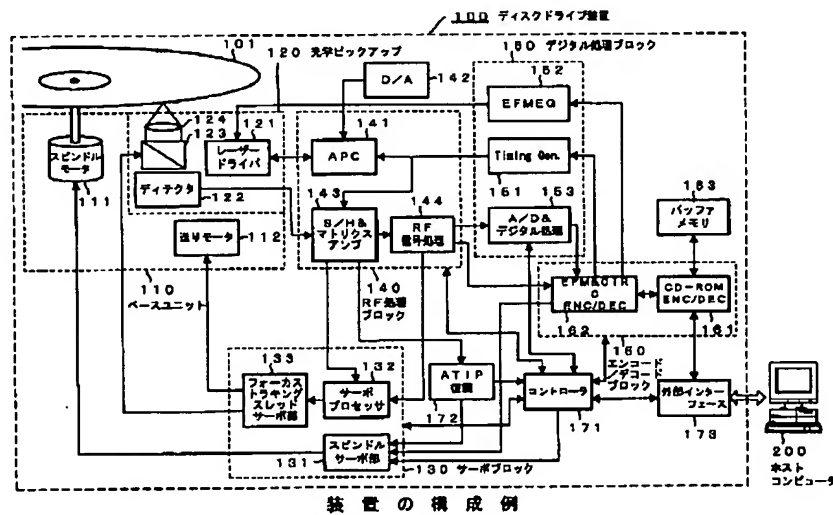 100 ディスクドライブ装置
101
120 光学ピックアップ
150 デジタル処理ブロック
D/A
142
152
EFMEQ
124
123
121
レーザー
ドライバ
141
APC
Timing Gen.
151
153
スピンドル
モータ
111
ディテクタ
122
143
S/H&
マトリクス
アンプ
144
RF
信号処理
A/D&
デジタル処理
163
バッファ
メモリ
送りモータ
112
110
ベースユニット
140
RF処理
ブロック
EFM&CIRC
ENC/DEC
162
CD-ROM
ENC/DEC
161
160
エンコード
デコード
ブロック
133
フォーカス
トラキング
スレッド
サーボ部
132
サーボ
プロセッサ
ATIP
復調
172
コントローラ
171
外部インター
フェース
173
スピンドル
サーボ部
131
130 サーボブロック
200
ホスト
コンピュータ
装置の構成例